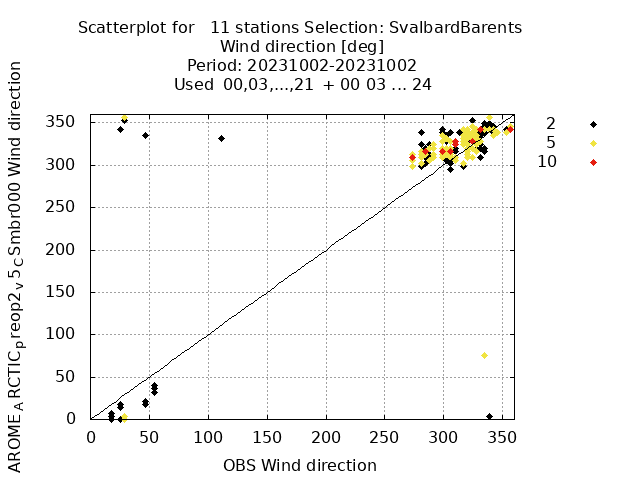 Scatterplot for 11 stations Selection: SvalbardBarents
Wind direction [deg]
Period: 20231002-20231002
Used 00,03,...,21 + 00 03 ... 24
AROME_ARCTIC_preop2_v5_CSmbr000 Wind direction
350
300
250
200
150
100
50
0
0 50 100 150 200 250 300 350
OBS Wind direction
2
5
10